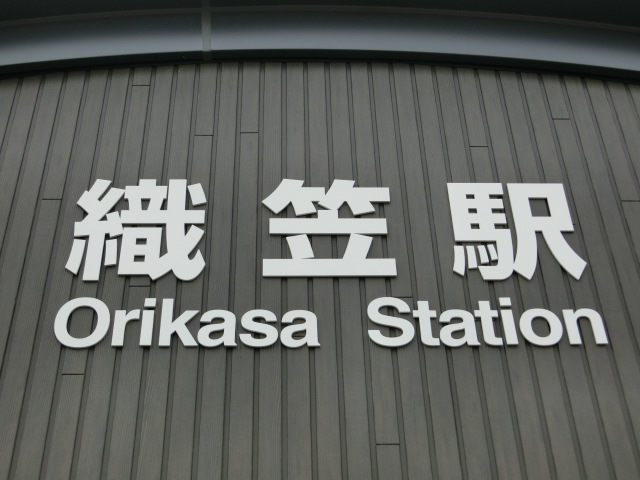 織笠駅
Orikasa Station